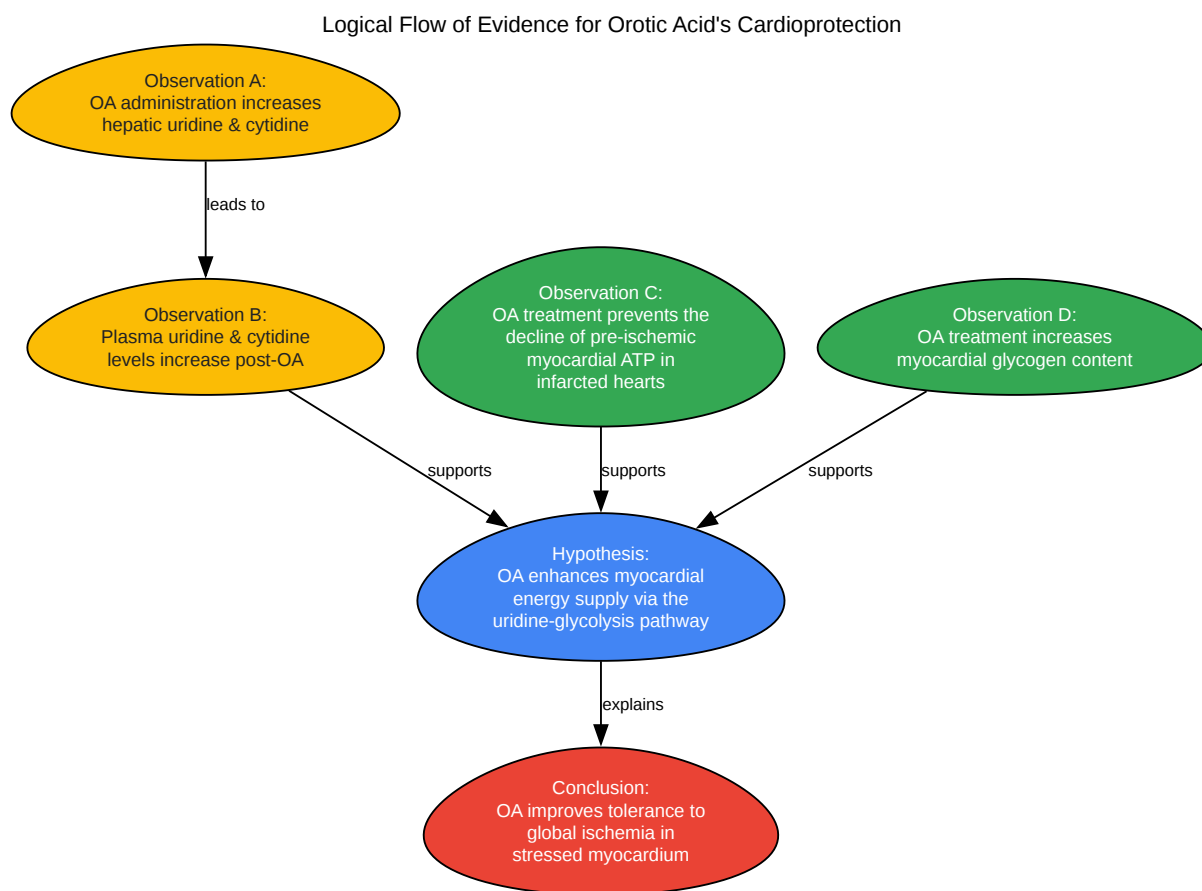 Logical Flow of Evidence for Orotic Acid's Cardioprotection
Observation A:
OA administration increases
hepatic uridine & cytidine
leads to
Observation B:
Plasma uridine & cytidine
levels increase post-OA
Observation C:
OA treatment prevents the
decline of pre-ischemic
myocardial ATP in
infarcted hearts
Observation D:
OA treatment increases
myocardial glycogen content
supports
supports
supports
Hypothesis:
OA enhances myocardial
energy supply via the
uridine-glycolysis pathway
explains
Conclusion:
OA improves tolerance to
global ischemia in
stressed myocardium